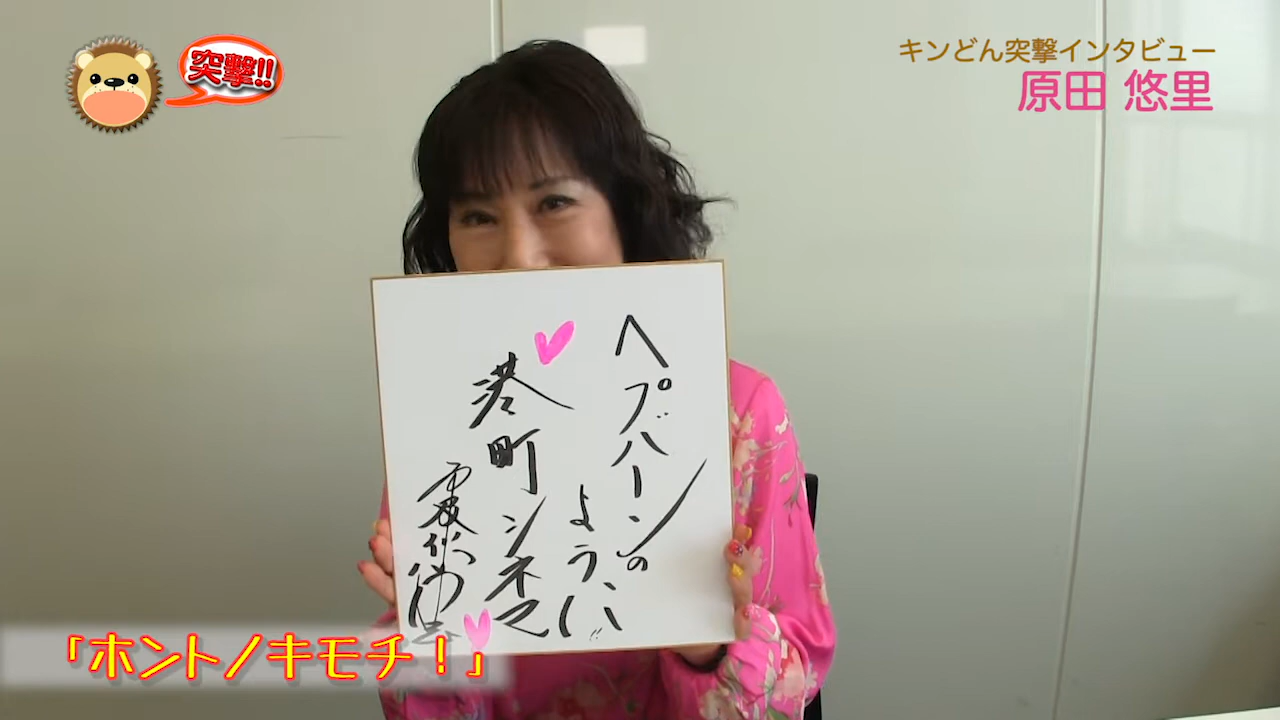 突撃!!
キンどん突撃インタビュー
原田 悠里
ヘプバーンの
ように
港町シネマ
「ホントノキモチ！」